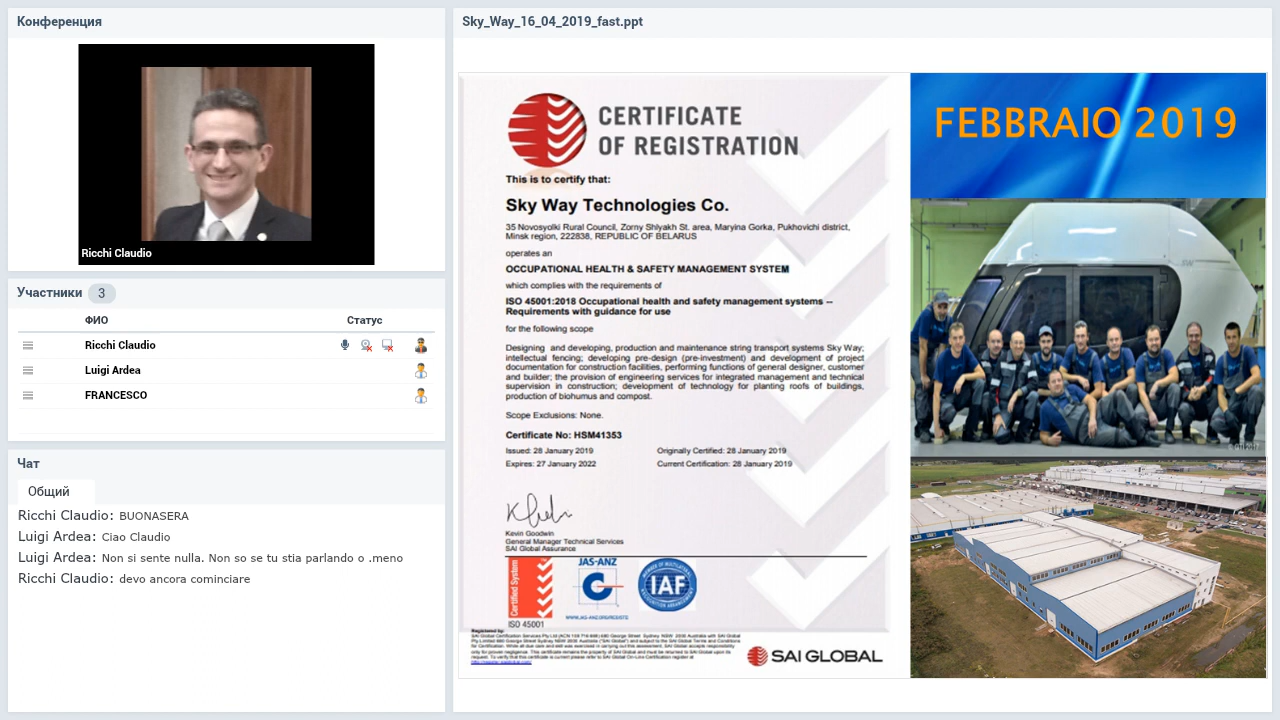 Конференция
Ricchi Claudio
Участники 3
ФИО Статус
Ricchi Claudio
Luigi Ardea
FRANCESCO
Чат
Общий
Ricchi Claudio: BUONASERA
Luigi Ardea: Ciao Claudio
Luigi Ardea: Non si sente nulla. Non so se tu stia parlando o .meno
Ricchi Claudio: devo ancora cominciare
Sky_Way_16_04_2019_fast.ppt
CERTIFICATE
OF REGISTRATION
This is to certify that:
Sky Way Technologies Co.
35 Novosyolki Rural Council, Zorny Shlyakh St. area, Maryina Gorka, Pukhovichi district,
Minsk region, 222838, REPUBLIC OF BELARUS
operates an
OCCUPATIONAL HEALTH & SAFETY MANAGEMENT SYSTEM
which complies with the requirements of
ISO 45001:2018 Occupational health and safety management systems --
Requirements with guidance for use
for the following scope
Designing and developing, production and maintenance string transport systems Sky Way;
intellectual fencing; developing pre-design (pre-investment) and development of project
documentation for construction facilities, performing functions of general designer, customer
and builder; the provision of engineering services for integrated management and technical
supervision in construction; development of technology for planting roofs of buildings,
production of biohumus and compost.
Scope Exclusions: None.
Certificate No: HSM41353
Issued: 28 January 2019 Originally Certified: 28 January 2019
Expires: 27 January 2022 Current Certification: 28 January 2019
Kevin Goodwin
General Manager Technical Services
SAI Global Assurance
Certified System
ISO 45001
JAS-ANZ
WWW.JAS-ANZ.ORG/REGISTER
IAF
Registered by:
SAI GLOBAL
FEBBRAIO 2019
SW